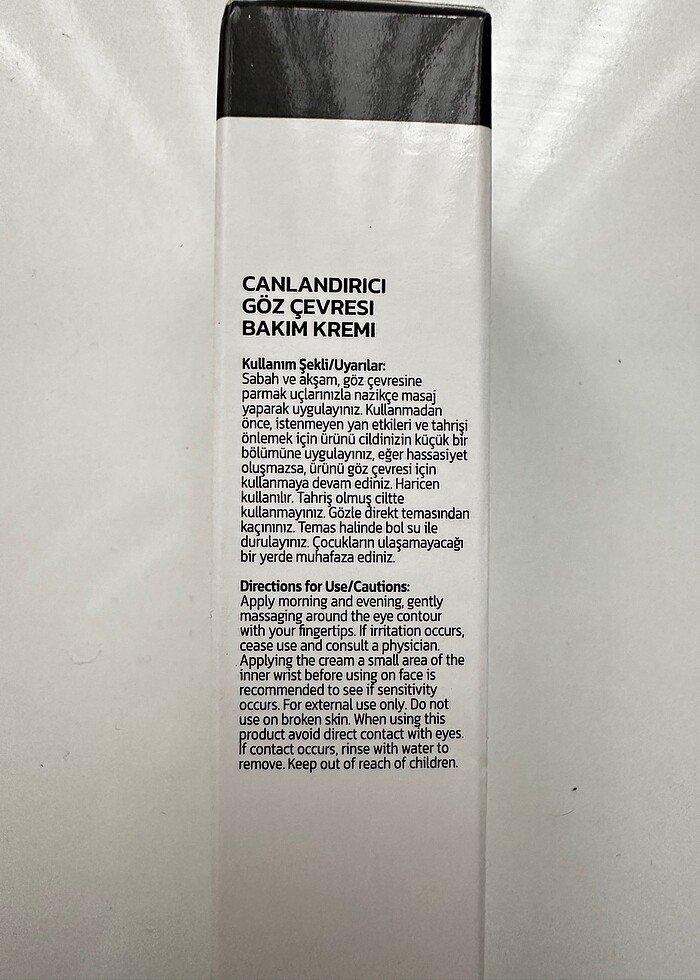 CANLANDIRICI
GÖZ ÇEVRESI
BAKIM KREMI
Kullanım Şekli/Uyarılar:
Sabah ve akşam, göz çevresine
parmak uçlarınızla nazikçe masaj
yaparak uygulayınız. Kullanmadan
önce, istenmeyen yan etkileri ve tahrişi
önlemek için ürünü cildinizin küçük bir
bölümüne uygulayınız, eğer hassasiyet
oluşmazsa, ürünü göz çevresi için
kullanmaya devam ediniz. Haricen
kullanılır. Tahriş olmuş ciltte
kullanmayınız. Gözle direkt temasından
kaçınınız. Temas halinde bol su ile
durulayınız. Çocukların ulaşamayacağı
bir yerde muhafaza ediniz.
Directions for Use/Cautions:
Apply morning and evening, gently
massaging around the eye contour
with your fingertips. If irritation occurs,
cease use and consult a physician.
Applying the cream a small area of the
inner wrist before using on face is
recommended to see if sensitivity
occurs. For external use only. Do not
use on broken skin. When using this
product avoid direct contact with eyes.
If contact occurs, rinse with water to
remove. Keep out of reach of children.